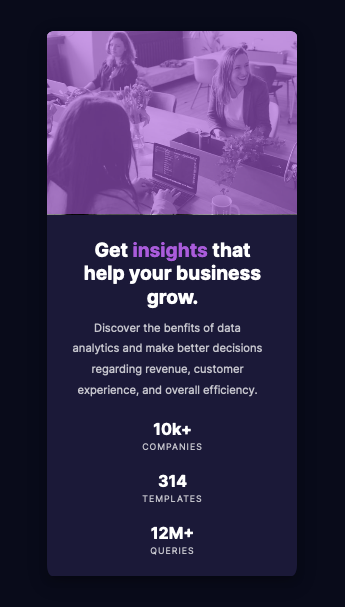 Get insights that
help your business
grow.
Discover the benfits of data
analytics and make better decisions
regarding revenue, customer
experience, and overall efficiency.
10k+
COMPANIES
314
TEMPLATES
12M+
QUERIES